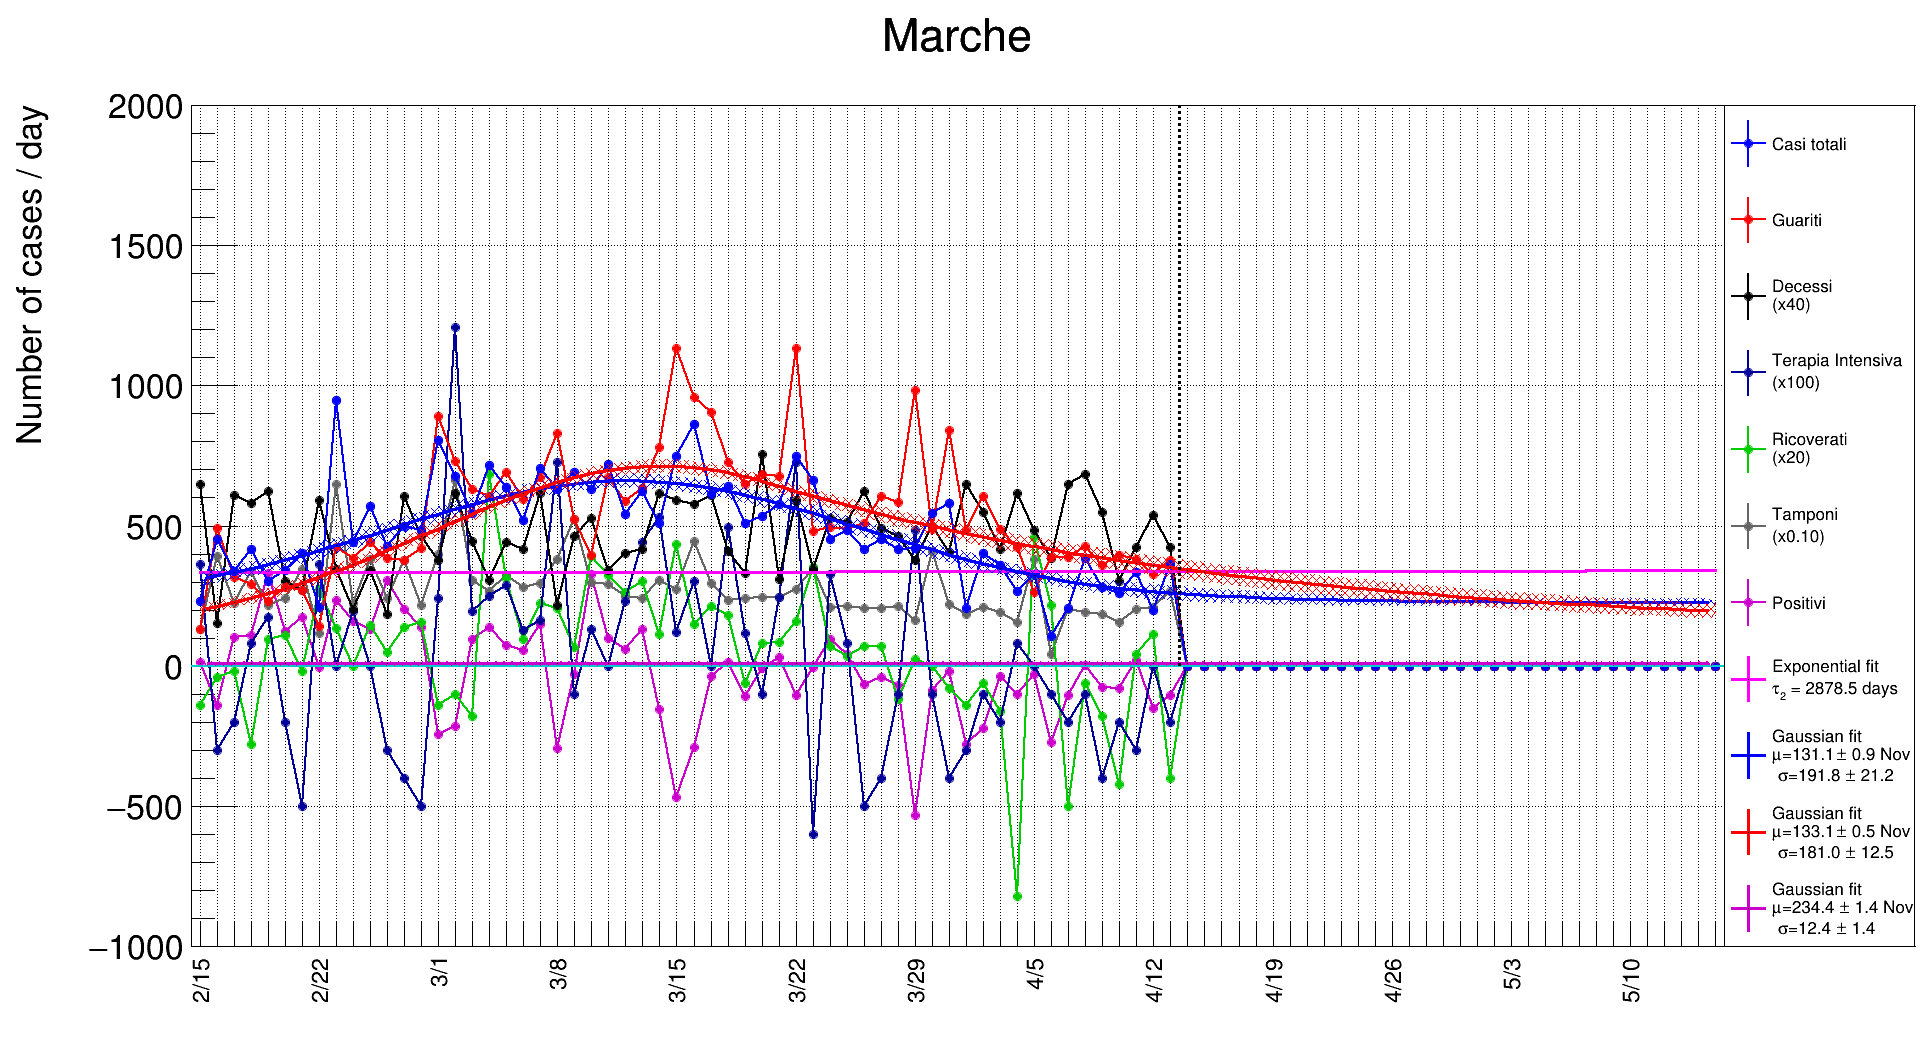 Marche
Number of cases / day
2000
1500
1000
500
0
−500
−1000
2/15
2/22
3/1
3/8
3/15
3/22
3/29
4/5
4/12
4/19
4/26
5/3
5/10
Casi totali
Guariti
Decessi
(x40)
Terapia Intensiva
(x100)
Ricoverati
(x20)
Tamponi
(x0.10)
Positivi
Exponential fit
τ2 = 2878.5 days
Gaussian fit
μ=131.1± 0.9 Nov
σ=191.8 ± 21.2
Gaussian fit
μ=133.1± 0.5 Nov
σ=181.0 ± 12.5
Gaussian fit
μ=234.4 ± 1.4 Nov
σ=12.4 ± 1.4